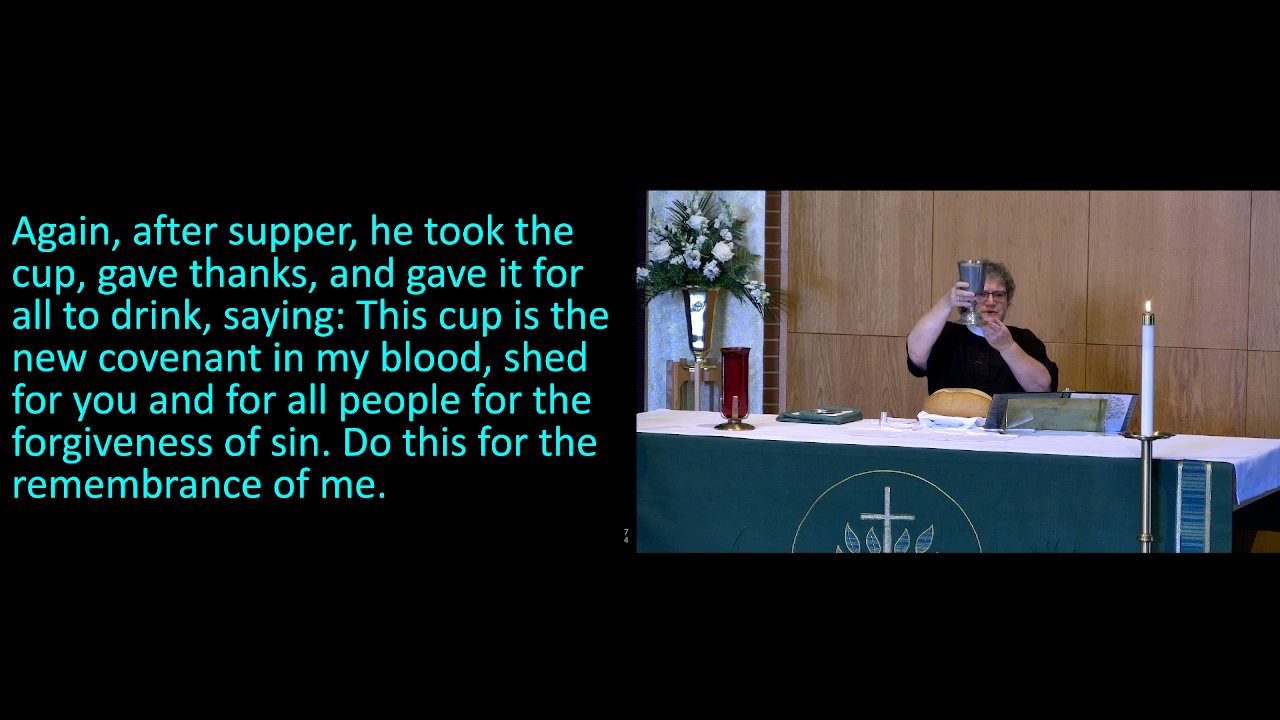 Again, after supper, he took the
cup, gave thanks, and gave it for
all to drink, saying: This cup is the
new covenant in my blood, shed
for you and for all people for the
forgiveness of sin. Do this for the
remembrance of me.
7
4